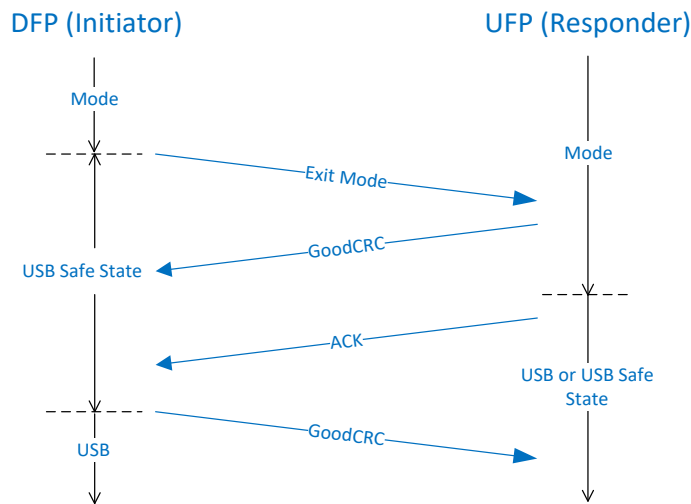 DFP (Initiator)
UFP (Responder)
Mode
Mode
Exit Mode
GoodCRC
USB Safe State
ACK
USB or USB Safe
State
GoodCRC
USB